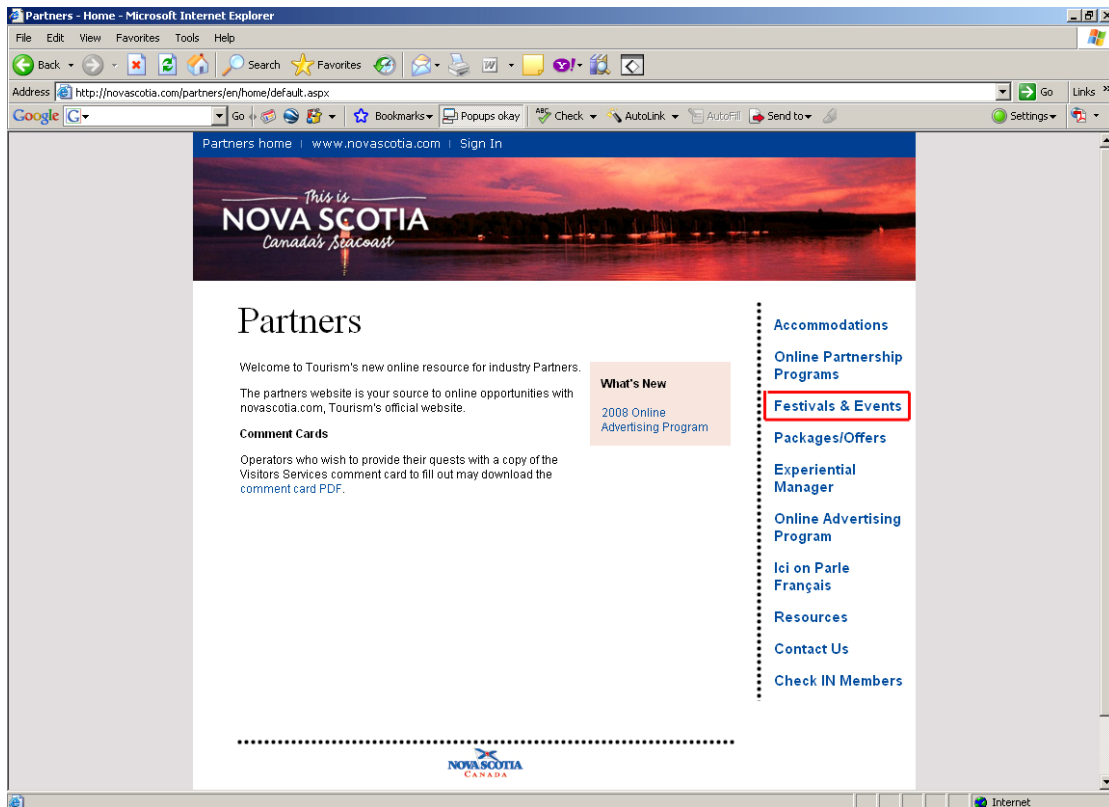 Partners - Home - Microsoft Internet Explorer
File Edit View Favorites Tools Help
Back Search Favorites
Address http://novascotia.com/partners/en/home/default.aspx Go Links »
Google G Go Bookmarks Popups okay ABC Check AutoLink AutoFill Send to Settings
Partners home | www.novascotia.com | Sign In
This is
NOVA SCOTIA
Canada's Seacoast
Partners
Welcome to Tourism's new online resource for industry Partners.
The partners website is your source to online opportunities with
novascotia.com, Tourism's official website.
Comment Cards
Operators who wish to provide their quests with a copy of the
Visitors Services comment card to fill out may download the
comment card PDF.
What's New
2008 Online
Advertising Program
Accommodations
Online Partnership
Programs
Festivals & Events
Packages/Offers
Experiential
Manager
Online Advertising
Program
Ici on Parle
Français
Resources
Contact Us
Check IN Members
NOVA SCOTIA
CANADA
Internet